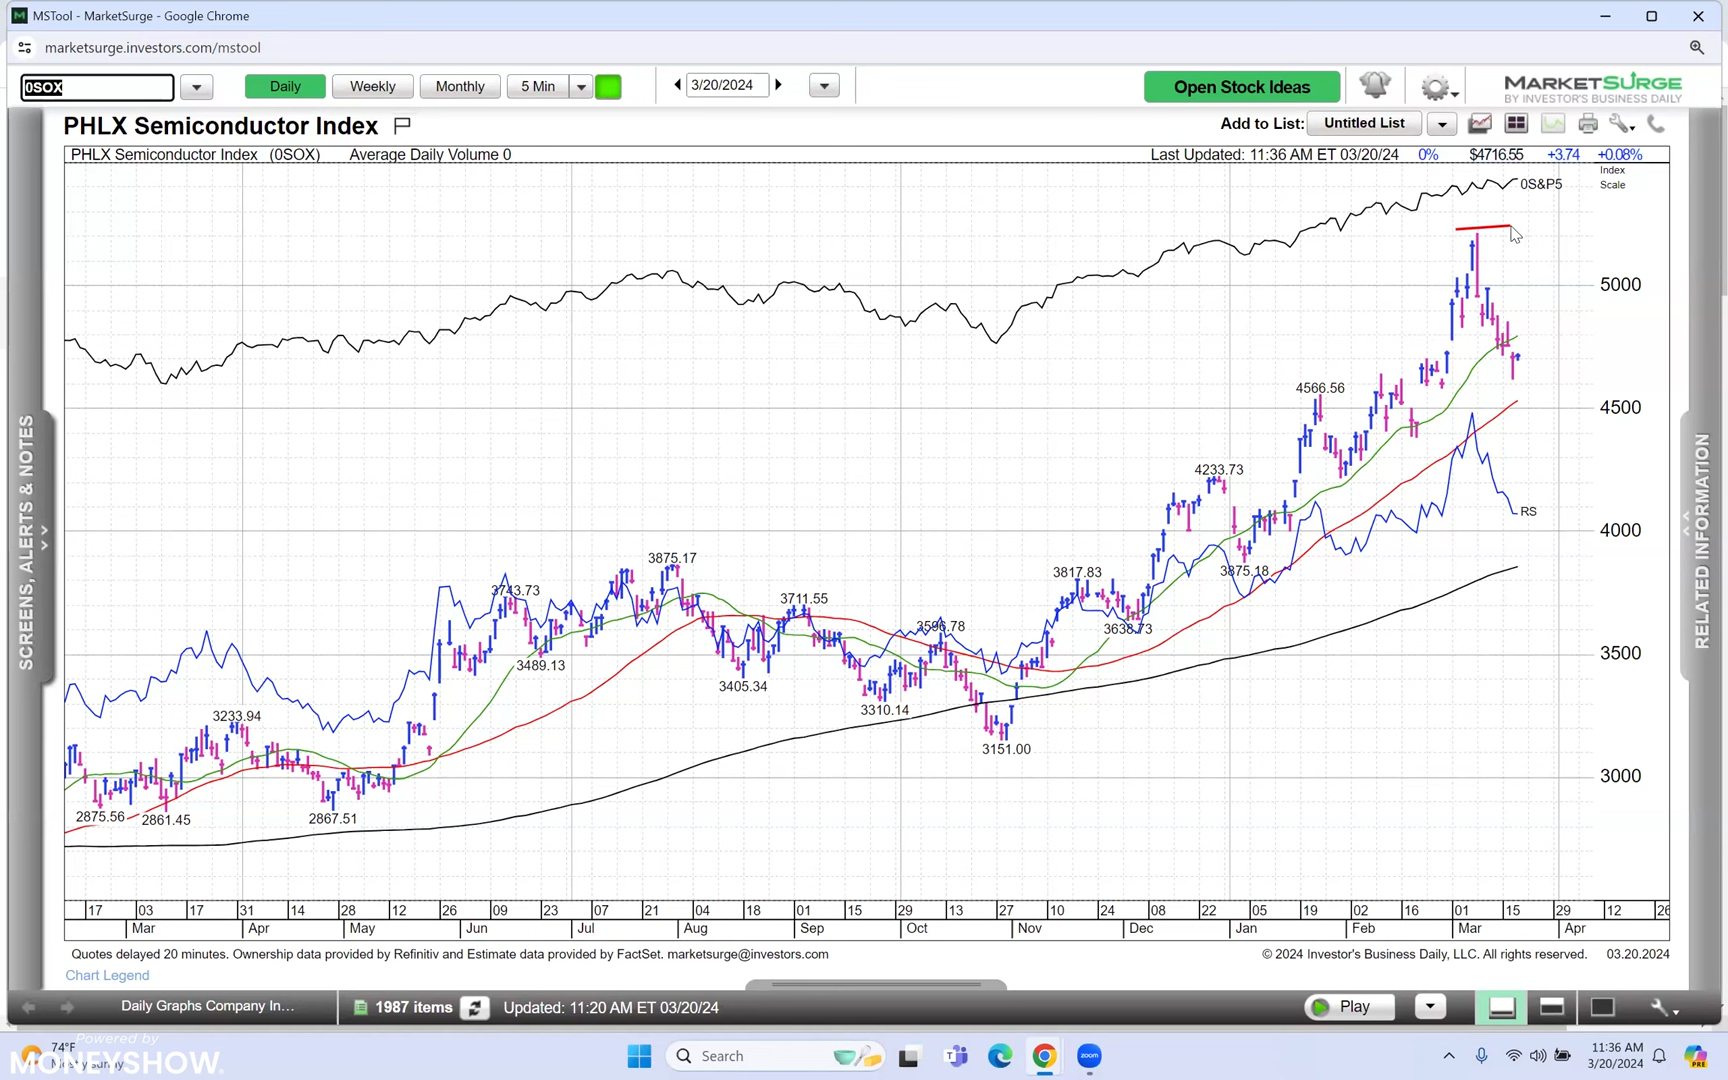 MSTool - MarketSurge - Google Chrome
marketsurge.investors.com/mstool
0SOX
Daily
Weekly
Monthly
5 Min
3/20/2024
Open Stock Ideas
MARKETSURGE
BY INVESTOR'S BUSINESS DAILY
PHLX Semiconductor Index
Add to List:
Untitled List
PHLX Semiconductor Index (0SOX) Average Daily Volume 0
Last Updated: 11:36 AM ET 03/20/24 0% $4716.55 +3.74 +0.08%
Index
Scale
0S&P5
5000
4566.56
4500
4233.73
RS
4000
3875.17
3817.83
3875.18
3743.73
3711.55
3596.78
3638.73
3500
3489.13
3405.34
3310.14
3233.94
3151.00
3000
2875.56
2861.45
2867.51
17 03 17 31 14 28 12 26 09 23 07 21 04 18 01 15 29 13 27 10 24 08 22 05 19 02 16 01 15 29 12 26
Mar Apr May Jun Jul Aug Sep Oct Nov Dec Jan Feb Mar Apr
Quotes delayed 20 minutes. Ownership data provided by Refinitiv and Estimate data provided by FactSet. marketsurge@investors.com
© 2024 Investor's Business Daily, LLC. All rights reserved. 03.20.2024
Chart Legend
SCREENS, ALERTS & NOTES
RELATED INFORMATION
Daily Graphs Company In...
1987 items
Updated: 11:20 AM ET 03/20/24
Play
Powered by
MONEYSHOW
74°F
Mostly sunny
Search
zoom
PRE
11:36 AM
3/20/2024